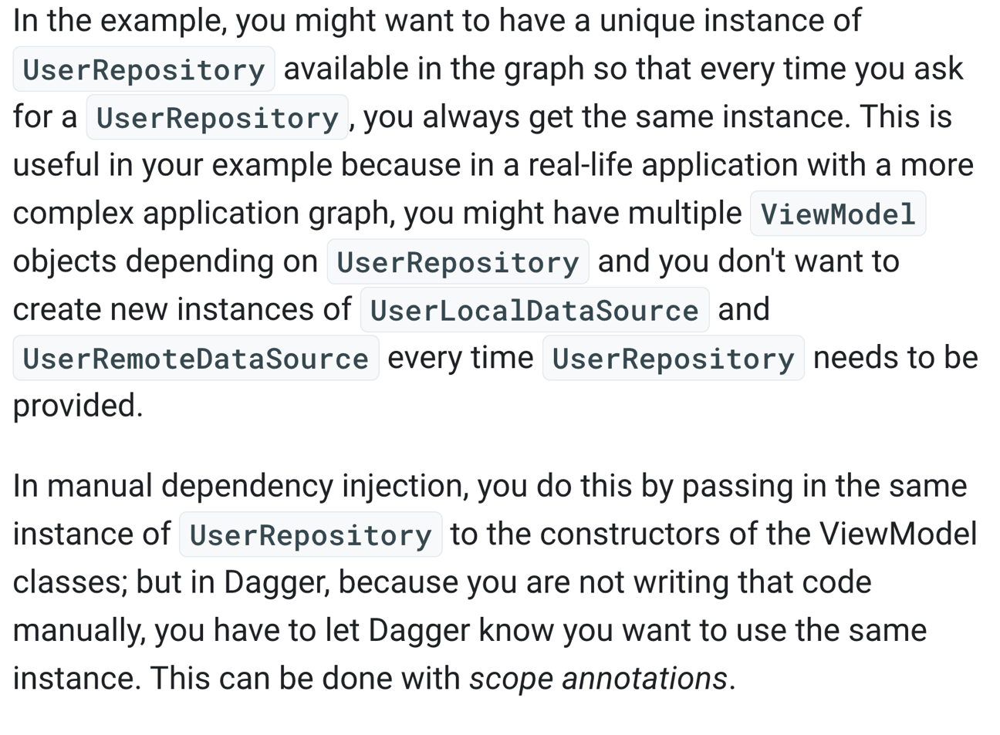 In the example, you might want to have a unique instance of
UserRepository available in the graph so that every time you ask
for a UserRepository, you always get the same instance. This is
useful in your example because in a real-life application with a more
complex application graph, you might have multiple ViewModel
objects depending on UserRepository and you don't want to
create new instances of UserLocalDataSource and
UserRemoteDataSource every time UserRepository needs to be
provided.
In manual dependency injection, you do this by passing in the same
instance of UserRepository to the constructors of the ViewModel
classes; but in Dagger, because you are not writing that code
manually, you have to let Dagger know you want to use the same
instance. This can be done with scope annotations.